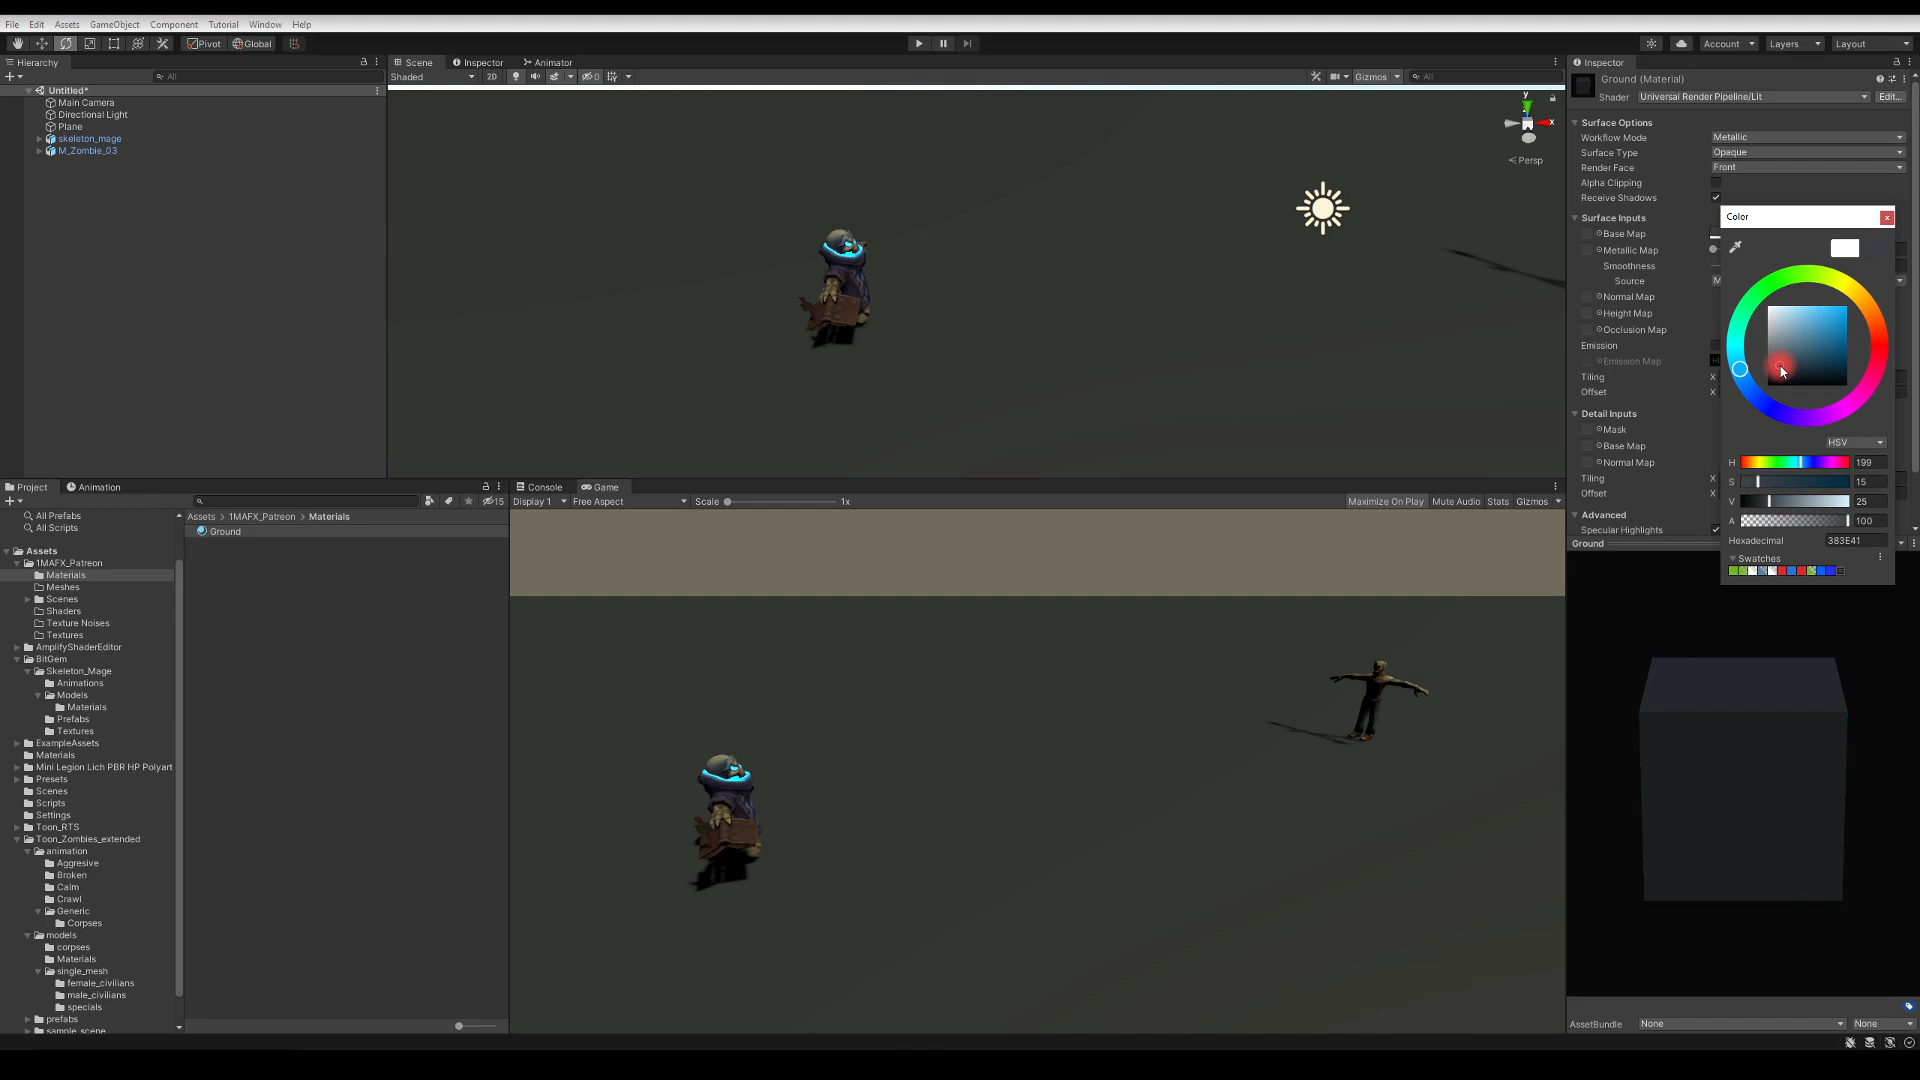 File Edit Assets GameObject Component Tutorial Window Help
Pivot Global
Account Layers Layout
Hierarchy
All
Untitled*
Main Camera
Directional Light
Plane
skeleton_mage
M_Zombie_03
Scene Inspector Animator
Shaded 2D 0 Gizmos All
y
x
< Persp
Project Animation
15
All Prefabs
All Scripts
Assets
1MAFX_Patreon
Materials
Meshes
Scenes
Shaders
Texture Noises
Textures
AmplifyShaderEditor
BitGem
Skeleton_Mage
Animations
Models
Materials
Prefabs
Textures
ExampleAssets
Materials
Mini Legion Lich PBR HP Polyart
Presets
Scenes
Scripts
Settings
Toon_RTS
Toon_Zombies_extended
animation
Aggresive
Broken
Calm
Crawl
Generic
Corpses
models
corpses
Materials
single_mesh
female_civilians
male_civilians
specials
prefabs
sample_scene
Assets > 1MAFX_Patreon > Materials
Ground
Console Game
Display 1 Free Aspect Scale 1x Maximize On Play Mute Audio Stats Gizmos
Inspector
Ground (Material)
Shader Universal Render Pipeline/Lit Edit...
Surface Options
Workflow Mode Metallic
Surface Type Opaque
Render Face Front
Alpha Clipping
Receive Shadows
Surface Inputs
Base Map
Metallic Map
Smoothness
Source M
Normal Map
Height Map
Occlusion Map
Emission
Emission Map
Tiling X
Offset X
Detail Inputs
Mask
Base Map
Normal Map
Tiling X
Offset X
Advanced
Specular Highlights
Ground
Color
x
HSV
H 199
S 15
V 25
A 100
Hexadecimal 383E41
Swatches
AssetBundle None None